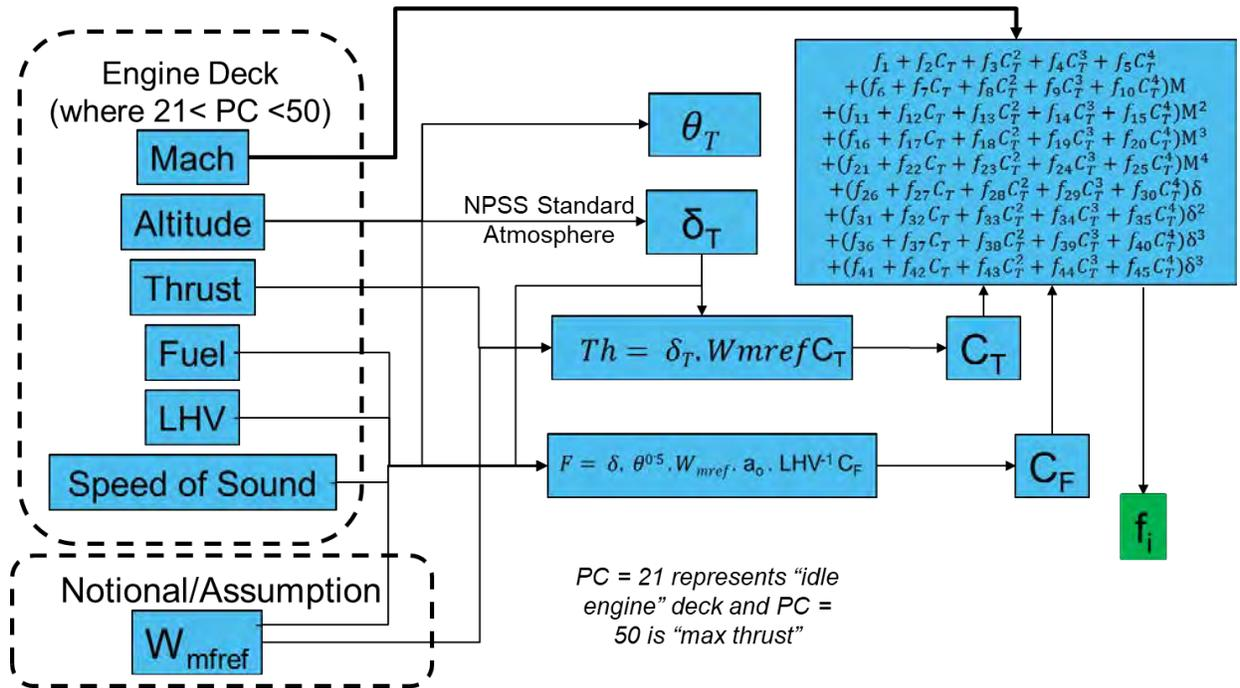 Engine Deck
(where 21< PC <50)
Mach
Altitude
Thrust
Fuel
LHV
Speed of Sound
Notional/Assumption
W_mfref
θ_T
NPSS Standard
Atmosphere
δ_T
Th = δ_T. WmrefC_T
F = δ. θ^0.5. W_mref. a_o. LHV^-1 C_F
C_T
C_F
f_1 + f_2C_T + f_3C_T^2 + f_4C_T^3 + f_5C_T^4
+(f_6 + f_7C_T + f_8C_T^2 + f_9C_T^3 + f_10C_T^4)M
+(f_11 + f_12C_T + f_13C_T^2 + f_14C_T^3 + f_15C_T^4)M^2
+(f_16 + f_17C_T + f_18C_T^2 + f_19C_T^3 + f_20C_T^4)M^3
+(f_21 + f_22C_T + f_23C_T^2 + f_24C_T^3 + f_25C_T^4)M^4
+(f_26 + f_27C_T + f_28C_T^2 + f_29C_T^3 + f_30C_T^4)δ
+(f_31 + f_32C_T + f_33C_T^2 + f_34C_T^3 + f_35C_T^4)δ^2
+(f_36 + f_37C_T + f_38C_T^2 + f_39C_T^3 + f_40C_T^4)δ^3
+(f_41 + f_42C_T + f_43C_T^2 + f_44C_T^3 + f_45C_T^4)δ^3
f_i
PC = 21 represents “idle
engine” deck and PC =
50 is “max thrust”